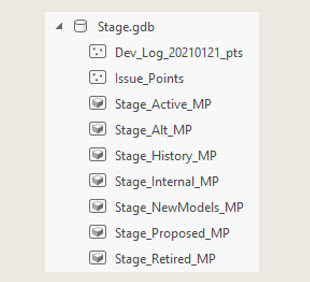 Stage.gdb
Dev_Log_20210121_pts
Issue_Points
Stage_Active_MP
Stage_Alt_MP
Stage_History_MP
Stage_Internal_MP
Stage_NewModels_MP
Stage_Proposed_MP
Stage_Retired_MP